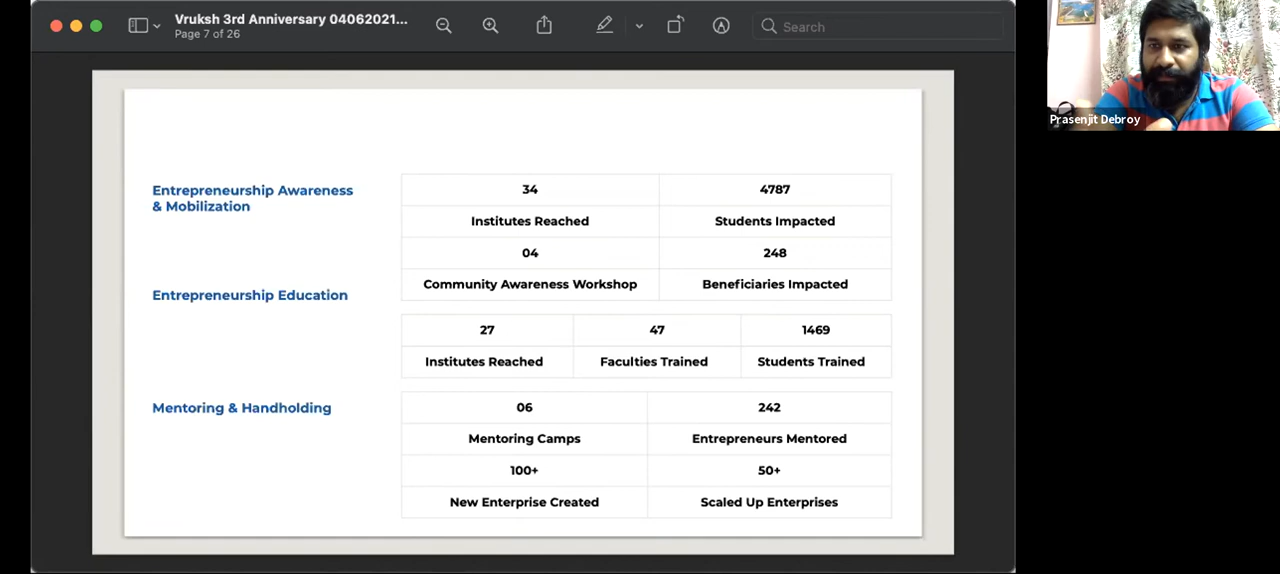 Vruksh 3rd Anniversary 04062021...
Page 7 of 26
Search
Prasenjit Debroy
Entrepreneurship Awareness
& Mobilization
34 4787
Institutes Reached Students Impacted
04 248
Community Awareness Workshop Beneficiaries Impacted
Entrepreneurship Education
27 47 1469
Institutes Reached Faculties Trained Students Trained
Mentoring & Handholding
06 242
Mentoring Camps Entrepreneurs Mentored
100+ 50+
New Enterprise Created Scaled Up Enterprises